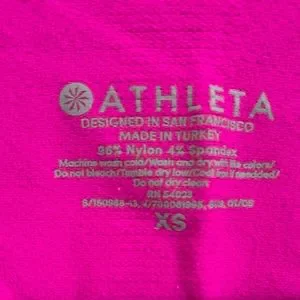 ATHLETA
DESIGNED IN SAN FRANCISCO
MADE IN TURKEY
96% Nylon 4% Spandex
Machine wash cold/Wash and dry with like colors/
Do not bleach/Tumble dry low/Cool iron if needed/
Do not dry clean
RN 54023
XS